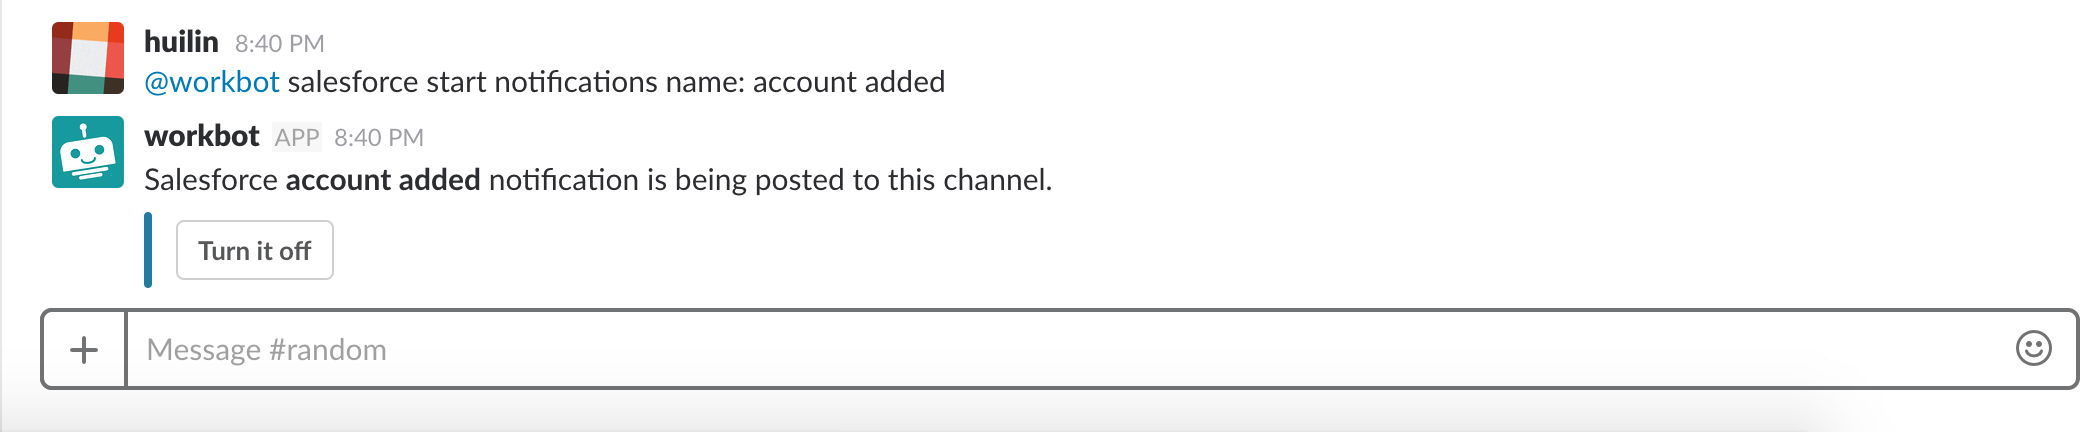 huilin 8:40 PM
@workbot salesforce start notifications name: account added
workbot APP 8:40 PM
Salesforce account added notification is being posted to this channel.
Turn it off
+ Message #random